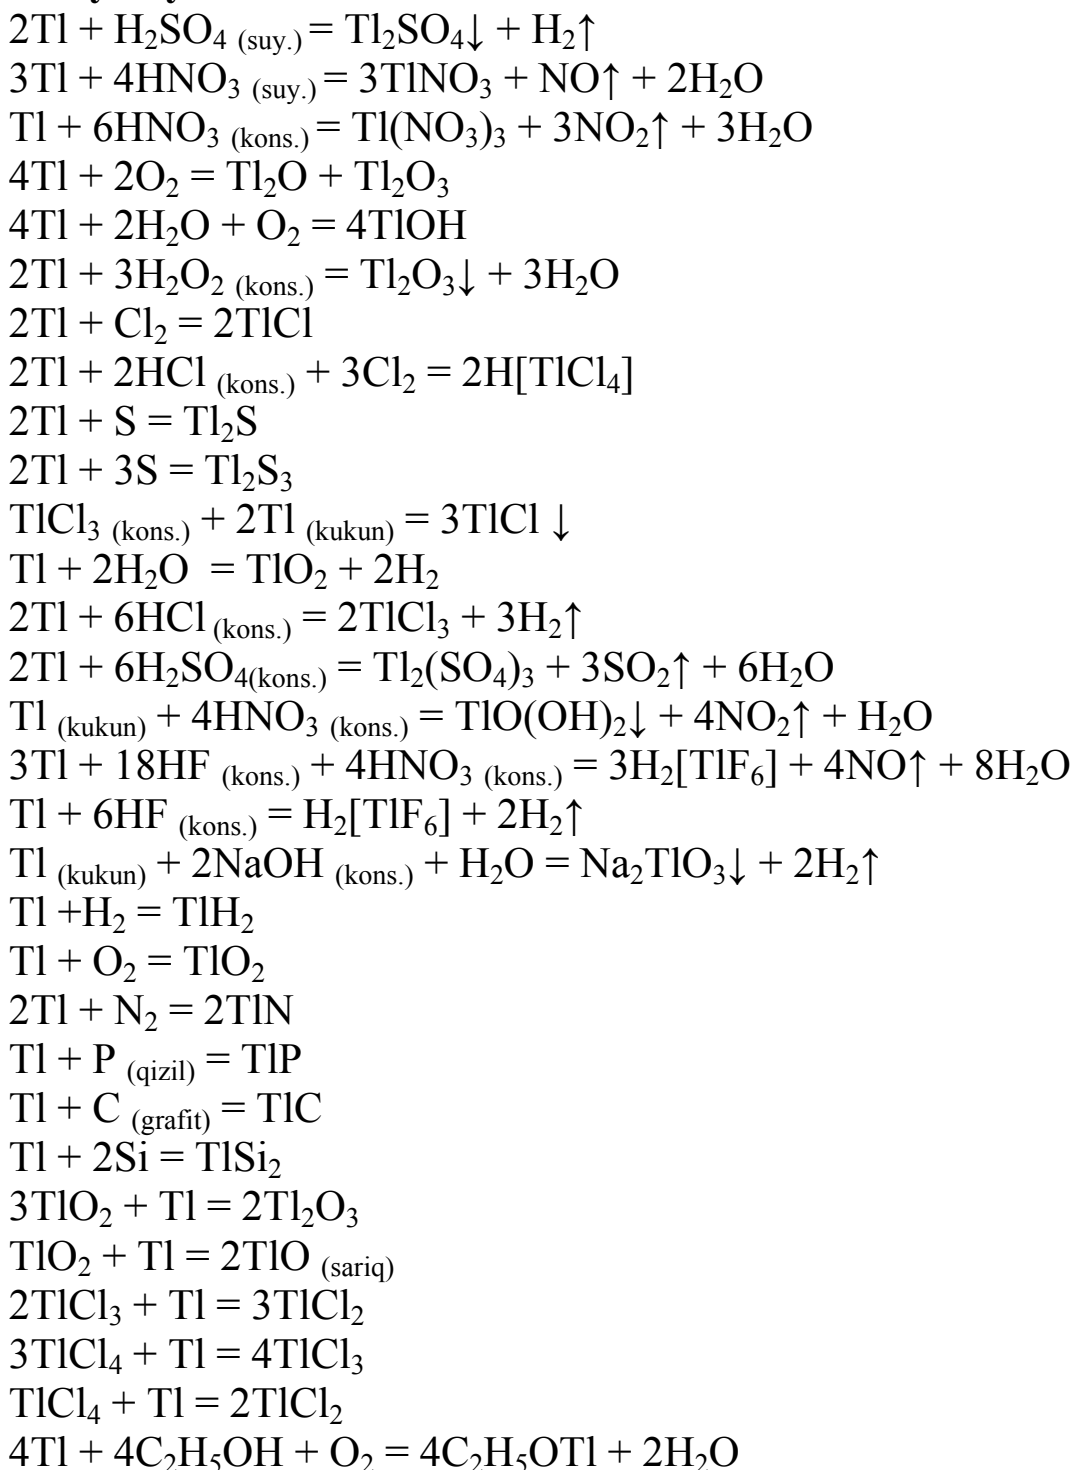 2Tl + H₂SO₄ (suy.) = Tl₂SO₄↓ + H₂↑
3Tl + 4HNO₃ (suy.) = 3TlNO₃ + NO↑ + 2H₂O
Tl + 6HNO₃ (kons.) = Tl(NO₃)₃ + 3NO₂↑ + 3H₂O
4Tl + 2O₂ = Tl₂O + Tl₂O₃
4Tl + 2H₂O + O₂ = 4TlOH
2Tl + 3H₂O₂ (kons.) = Tl₂O₃↓ + 3H₂O
2Tl + Cl₂ = 2TlCl
2Tl + 2HCl (kons.) + 3Cl₂ = 2H[TlCl₄]
2Tl + S = Tl₂S
2Tl + 3S = Tl₂S₃
TlCl₃ (kons.) + 2Tl (kukun) = 3TlCl ↓
Tl + 2H₂O = TlO₂ + 2H₂
2Tl + 6HCl (kons.) = 2TlCl₃ + 3H₂↑
2Tl + 6H₂SO₄(kons.) = Tl₂(SO₄)₃ + 3SO₂↑ + 6H₂O
Tl (kukun) + 4HNO₃ (kons.) = TlO(OH)₂↓ + 4NO₂↑ + H₂O
3Tl + 18HF (kons.) + 4HNO₃ (kons.) = 3H₂[TlF₆] + 4NO↑ + 8H₂O
Tl + 6HF (kons.) = H₂[TlF₆] + 2H₂↑
Tl (kukun) + 2NaOH (kons.) + H₂O = Na₂TlO₃↓ + 2H₂↑
Tl +H₂ = TlH₂
Tl + O₂ = TlO₂
2Tl + N₂ = 2TlN
Tl + P (qizil) = TlP
Tl + C (grafit) = TlC
Tl + 2Si = TlSi₂
3TlO₂ + Tl = 2Tl₂O₃
TlO₂ + Tl = 2TlO (sariq)
2TlCl₃ + Tl = 3TlCl₂
3TlCl₄ + Tl = 4TlCl₃
TlCl₄ + Tl = 2TlCl₂
4Tl + 4C₂H₅OH + O₂ = 4C₂H₅OTl + 2H₂O